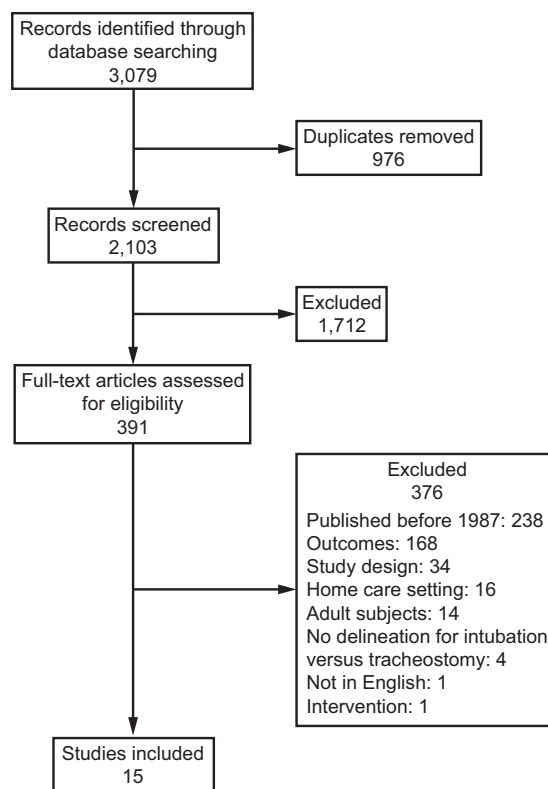 Records identified through
database searching
3,079
Duplicates removed
976
Records screened
2,103
Excluded
1,712
Full-text articles assessed
for eligibility
391
Excluded
376
Published before 1987: 238
Outcomes: 168
Study design: 34
Home care setting: 16
Adult subjects: 14
No delineation for intubation
versus tracheostomy: 4
Not in English: 1
Intervention: 1
Studies included
15